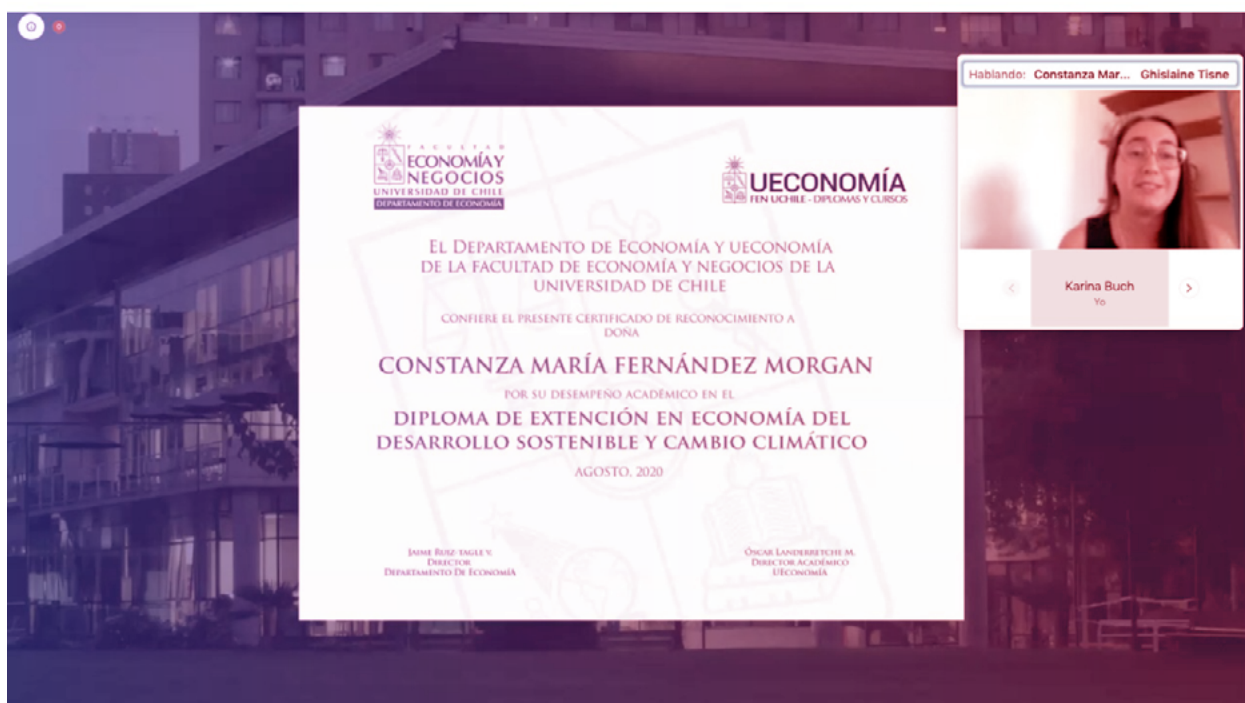 Hablando: Constanza Mar... Ghislaine Tisne
Karina Buch
Yo
FACULTAD
ECONOMÍA Y
NEGOCIOS
UNIVERSIDAD DE CHILE
DEPARTAMENTO DE ECONOMÍA
UECONOMÍA
FEN UCHILE - DIPLOMAS Y CURSOS
EL DEPARTAMENTO DE ECONOMÍA Y UECONOMÍA
DE LA FACULTAD DE ECONOMÍA Y NEGOCIOS DE LA
UNIVERSIDAD DE CHILE
CONFIERE EL PRESENTE CERTIFICADO DE RECONOCIMIENTO A
DOÑA
CONSTANZA MARÍA FERNÁNDEZ MORGAN
POR SU DESEMPEÑO ACADÉMICO EN EL
DIPLOMA DE EXTENCIÓN EN ECONOMÍA DEL
DESARROLLO SOSTENIBLE Y CAMBIO CLIMÁTICO
AGOSTO, 2020
JAIME RUIZ-TAGLE V.
DIRECTOR
DEPARTAMENTO DE ECONOMÍA
ÓSCAR LANDERRETCHE M.
DIRECTOR ACADÉMICO
UECONOMÍA